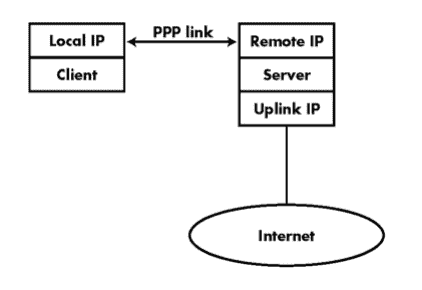 Local IP
Client
PPP link
Remote IP
Server
Uplink IP
Internet